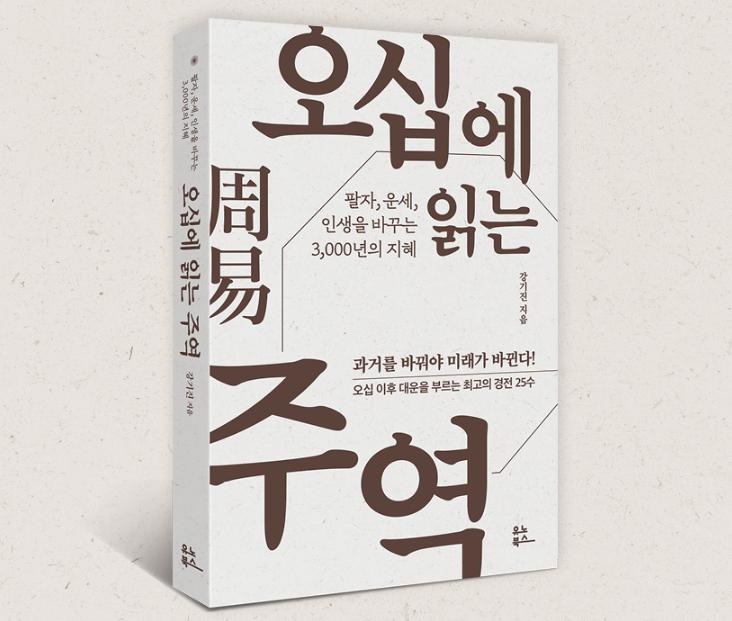 팔자, 운세, 인생을 바꾸는
3,000년의 지혜
오십에 읽는 주역
강기진 지음
유노북스
오십에
읽는
周易
팔자, 운세,
인생을 바꾸는
3,000년의 지혜
강기진 지음
과거를 바꿔야 미래가 바뀐다!
오십 이후 대운을 부르는 최고의 경전 25수
주역
유노
북스